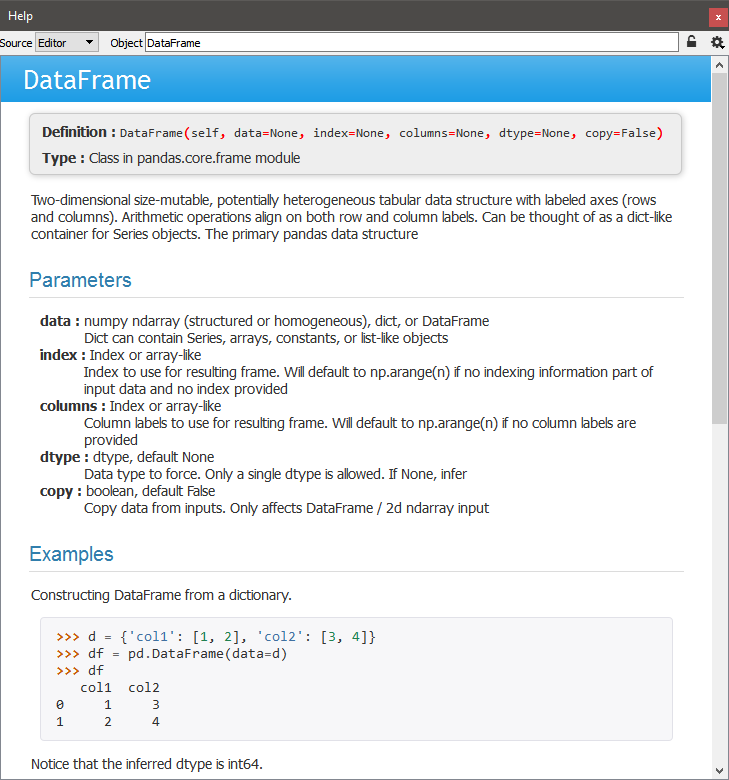 Help
x
Source Editor Object DataFrame
DataFrame
Definition : DataFrame(self, data=None, index=None, columns=None, dtype=None, copy=False)
Type : Class in pandas.core.frame module
Two-dimensional size-mutable, potentially heterogeneous tabular data structure with labeled axes (rows
and columns). Arithmetic operations align on both row and column labels. Can be thought of as a dict-like
container for Series objects. The primary pandas data structure
Parameters
data : numpy ndarray (structured or homogeneous), dict, or DataFrame
Dict can contain Series, arrays, constants, or list-like objects
index : Index or array-like
Index to use for resulting frame. Will default to np.arange(n) if no indexing information part of
input data and no index provided
columns : Index or array-like
Column labels to use for resulting frame. Will default to np.arange(n) if no column labels are
provided
dtype : dtype, default None
Data type to force. Only a single dtype is allowed. If None, infer
copy : boolean, default False
Copy data from inputs. Only affects DataFrame / 2d ndarray input
Examples
Constructing DataFrame from a dictionary.
>>> d = {'col1': [1, 2], 'col2': [3, 4]}
>>> df = pd.DataFrame(data=d)
>>> df
   col1  col2
0     1     3
1     2     4
Notice that the inferred dtype is int64.